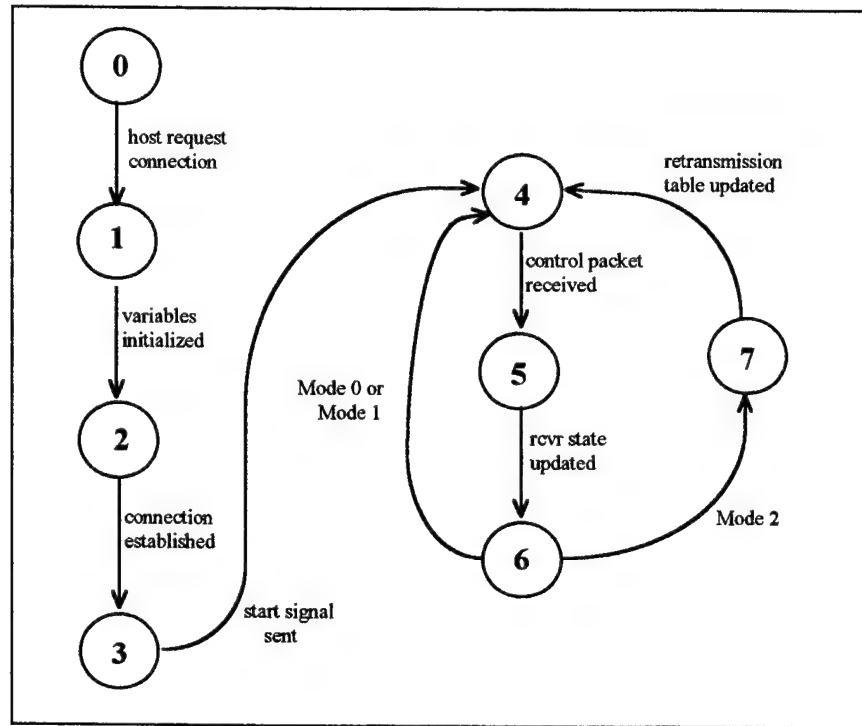 0
host request
connection
1
variables
initialized
2
connection
established
3
start signal
sent
4
retransmission
table updated
control packet
received
5
7
Mode 0 or
Mode 1
rcvr state
updated
6
Mode 2